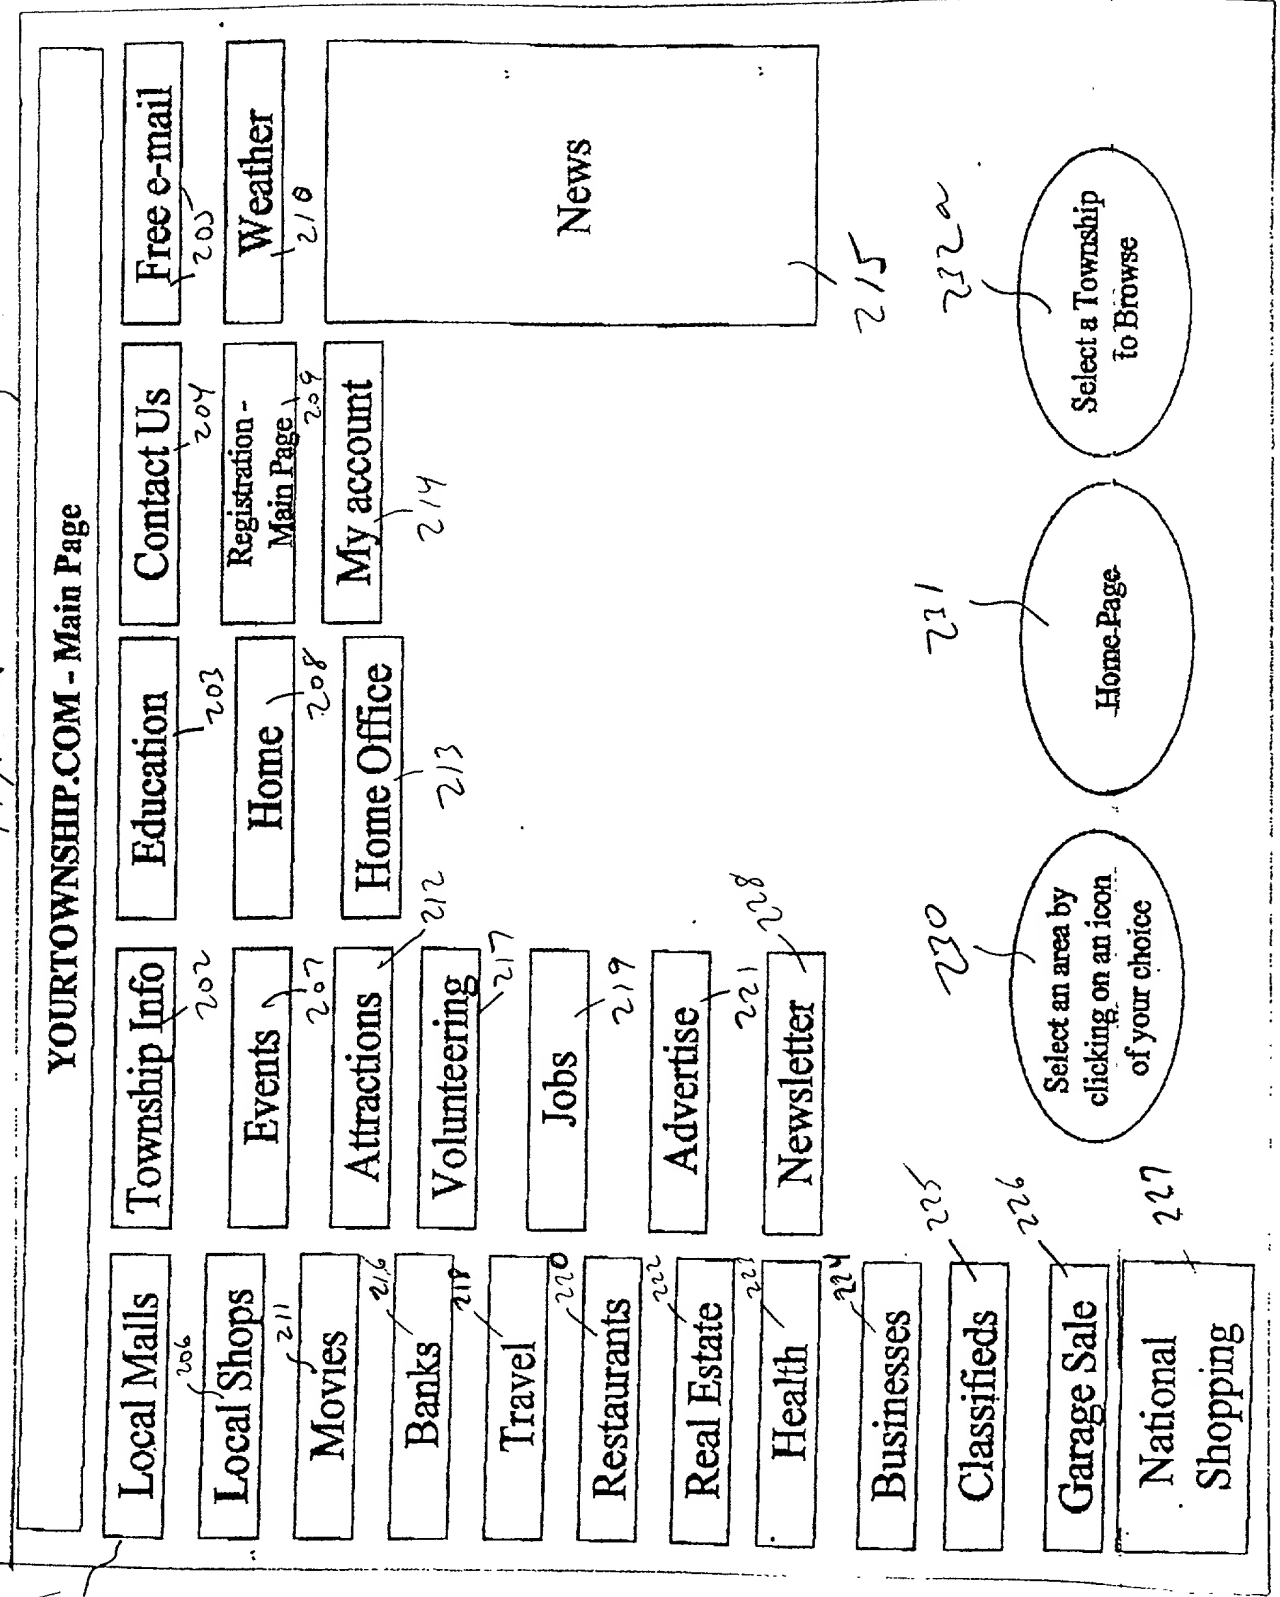 YOURTOWNSHIP.COM - Main Page
Local Malls
Township Info
202
Education
203
Contact Us
204
Free e-mail
205
206
Local Shops
Events
207
Home
208
Registration -
Main Page
209
Weather
210
211
Movies
Attractions
212
Home Office
213
My account
214
News
215
216
Banks
Volunteering
217
218
Travel
Jobs
219
220
Restaurants
Advertise
221
222
Real Estate
Newsletter
228
223
Health
224
Businesses
225
Classifieds
226
Garage Sale
227
National
Shopping
230
Select an area by
clicking on an icon
of your choice
231
Home Page
232a
Select a Township
to Browse